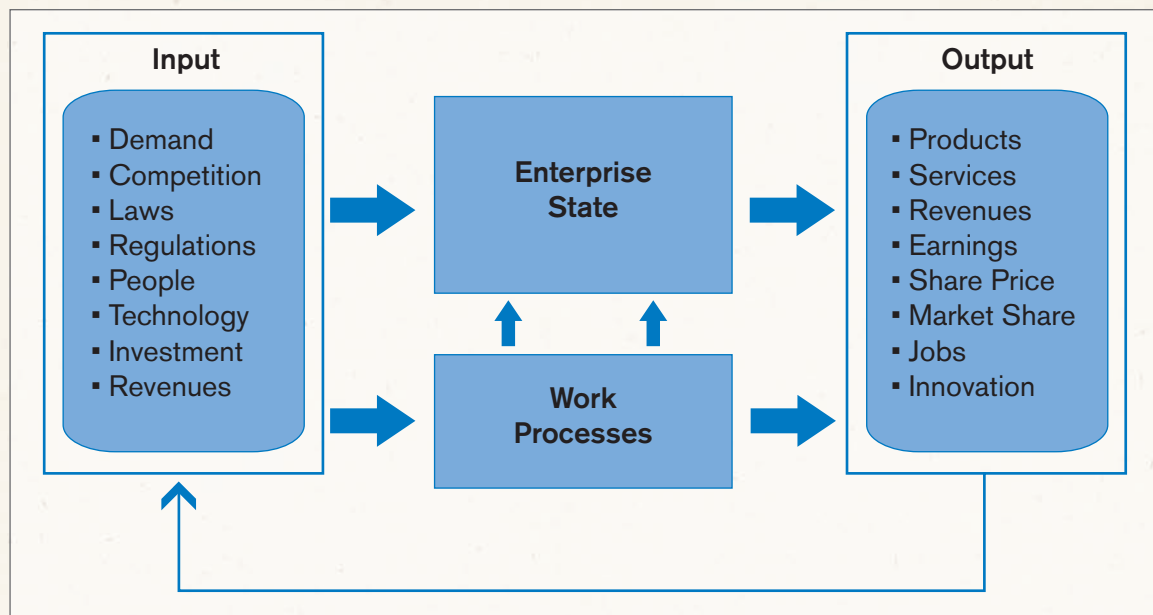 Input
▪ Demand
▪ Competition
▪ Laws
▪ Regulations
▪ People
▪ Technology
▪ Investment
▪ Revenues
Enterprise
State
Work
Processes
Output
▪ Products
▪ Services
▪ Revenues
▪ Earnings
▪ Share Price
▪ Market Share
▪ Jobs
▪ Innovation